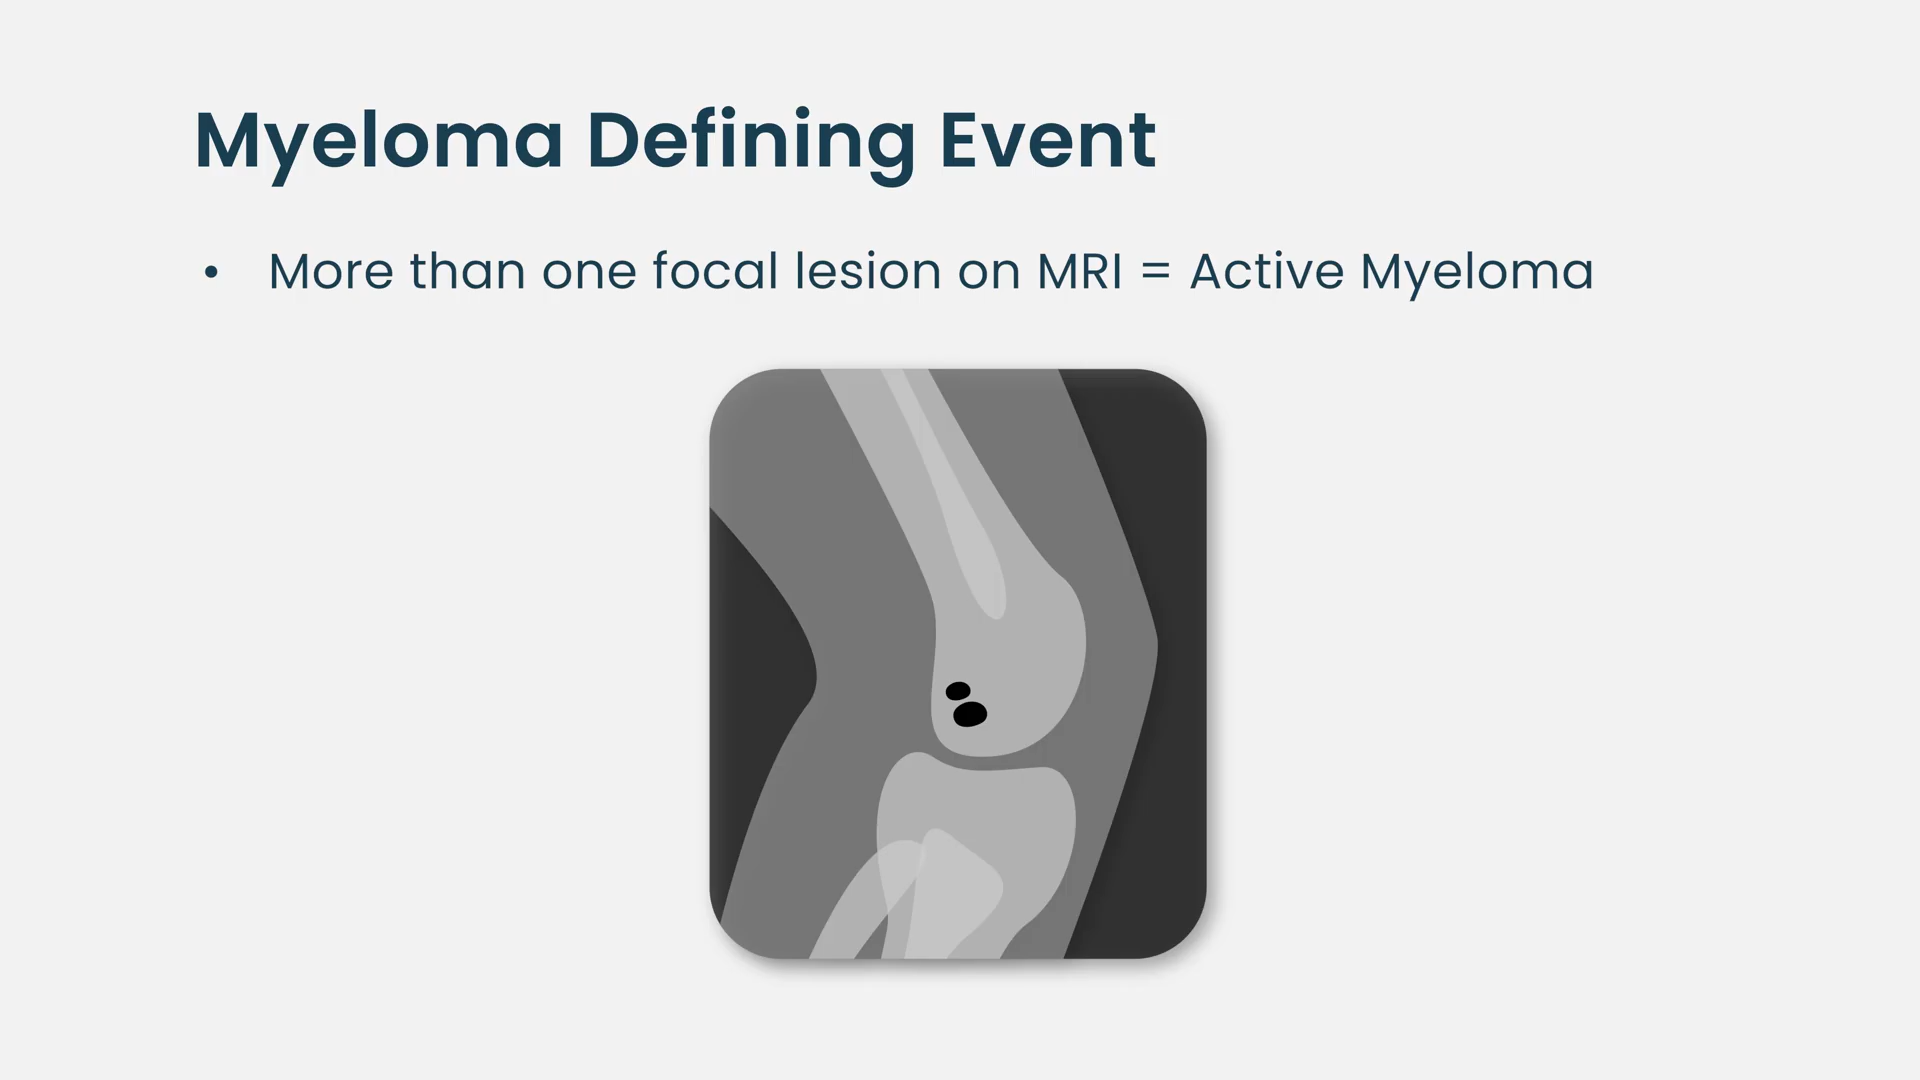 Myeloma Defining Event
• More than one focal lesion on MRI = Active Myeloma